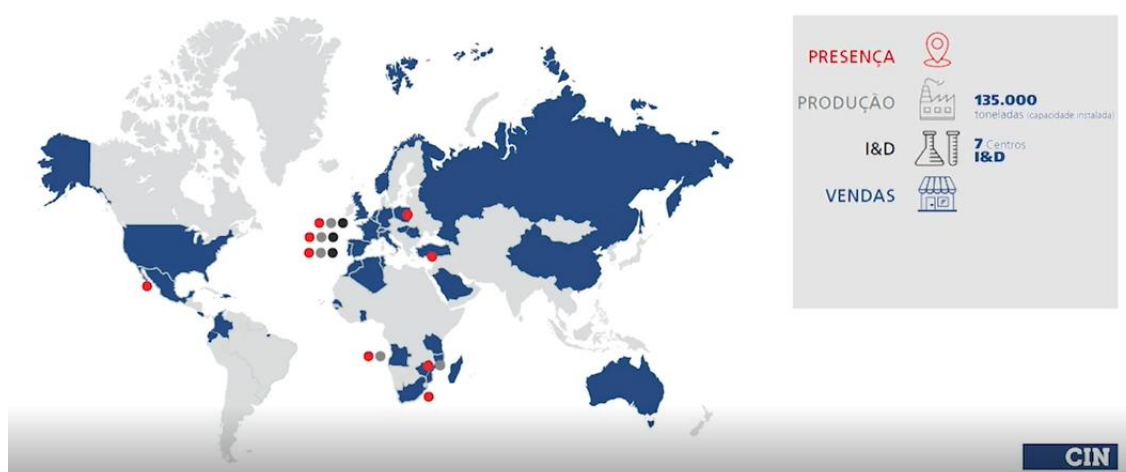 PRESENÇA
PRODUÇÃO
135.000
toneladas (capacidade instalada)
I&D
7 Centros
I&D
VENDAS
CIN